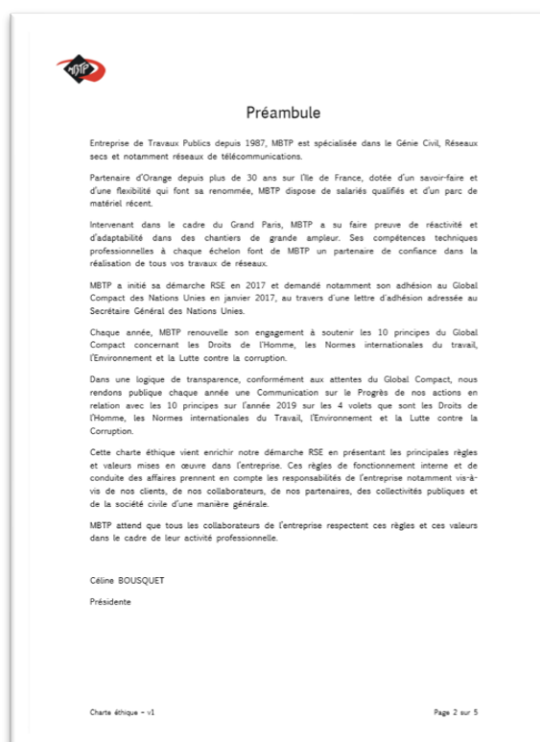 MBTP
Préambule
Entreprise de Travaux Publics depuis 1987, MBTP est spécialisée dans le Génie Civil, Réseaux
secs et notamment réseaux de télécommunications.
Partenaire d'Orange depuis plus de 30 ans sur l'Ile de France, dotée d'un savoir-faire et
d'une flexibilité qui font sa renommée, MBTP dispose de salariés qualifiés et d'un parc de
matériel récent.
Intervenant dans le cadre du Grand Paris, MBTP a su faire preuve de réactivité et
d'adaptabilité dans des chantiers de grande ampleur. Ses compétences techniques
professionnelles à chaque échelon font de MBTP un partenaire de confiance dans la
réalisation de tous vos travaux de réseaux.
MBTP a initié sa démarche RSE en 2017 et demandé notamment son adhésion au Global
Compact des Nations Unies en janvier 2017, au travers d'une lettre d'adhésion adressée au
Secrétaire Général des Nations Unies.
Chaque année, MBTP renouvelle son engagement à soutenir les 10 principes du Global
Compact concernant les Droits de l'Homme, les Normes internationales du travail,
l'Environnement et la Lutte contre la corruption.
Dans une logique de transparence, conformément aux attentes du Global Compact, nous
rendons publique chaque année une Communication sur le Progrès de nos actions en
relation avec les 10 principes sur l'année 2019 sur les 4 volets que sont les Droits de
l'Homme, les Normes internationales du Travail, l'Environnement et la Lutte contre la
Corruption.
Cette charte éthique vient enrichir notre démarche RSE en présentant les principales règles
et valeurs mises en œuvre dans l'entreprise. Ces règles de fonctionnement interne et de
conduite des affaires prennent en compte les responsabilités de l'entreprise notamment vis-à-
vis de nos clients, de nos collaborateurs, de nos partenaires, des collectivités publiques et
de la société civile d'une manière générale.
MBTP attend que tous les collaborateurs de l'entreprise respectent ces règles et ces valeurs
dans le cadre de leur activité professionnelle.
Céline BOUSQUET
Présidente
Charte éthique – v1
Page 2 sur 5